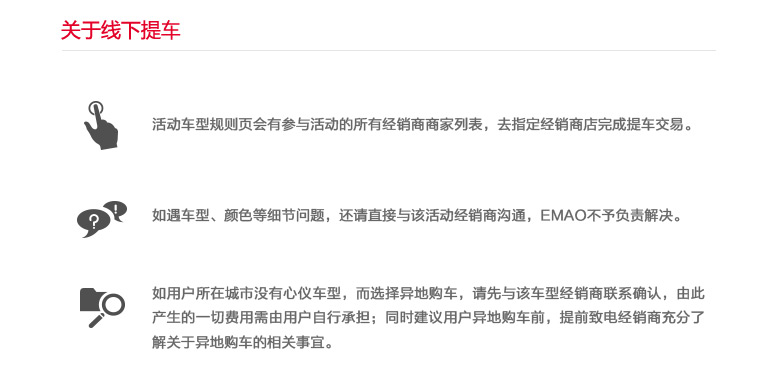 关于线下提车
活动车型规则页会有参与活动的所有经销商商家列表，去指定经销商店完成提车交易。
如遇车型、颜色等细节问题，还请直接与该活动经销商沟通，EMAO不予负责解决。
如用户所在城市没有心仪车型，而选择异地购车，请先与该车型经销商联系确认，由此
产生的一切费用需由用户自行承担；同时建议用户异地购车前，提前致电经销商充分了
解关于异地购车的相关事宜。